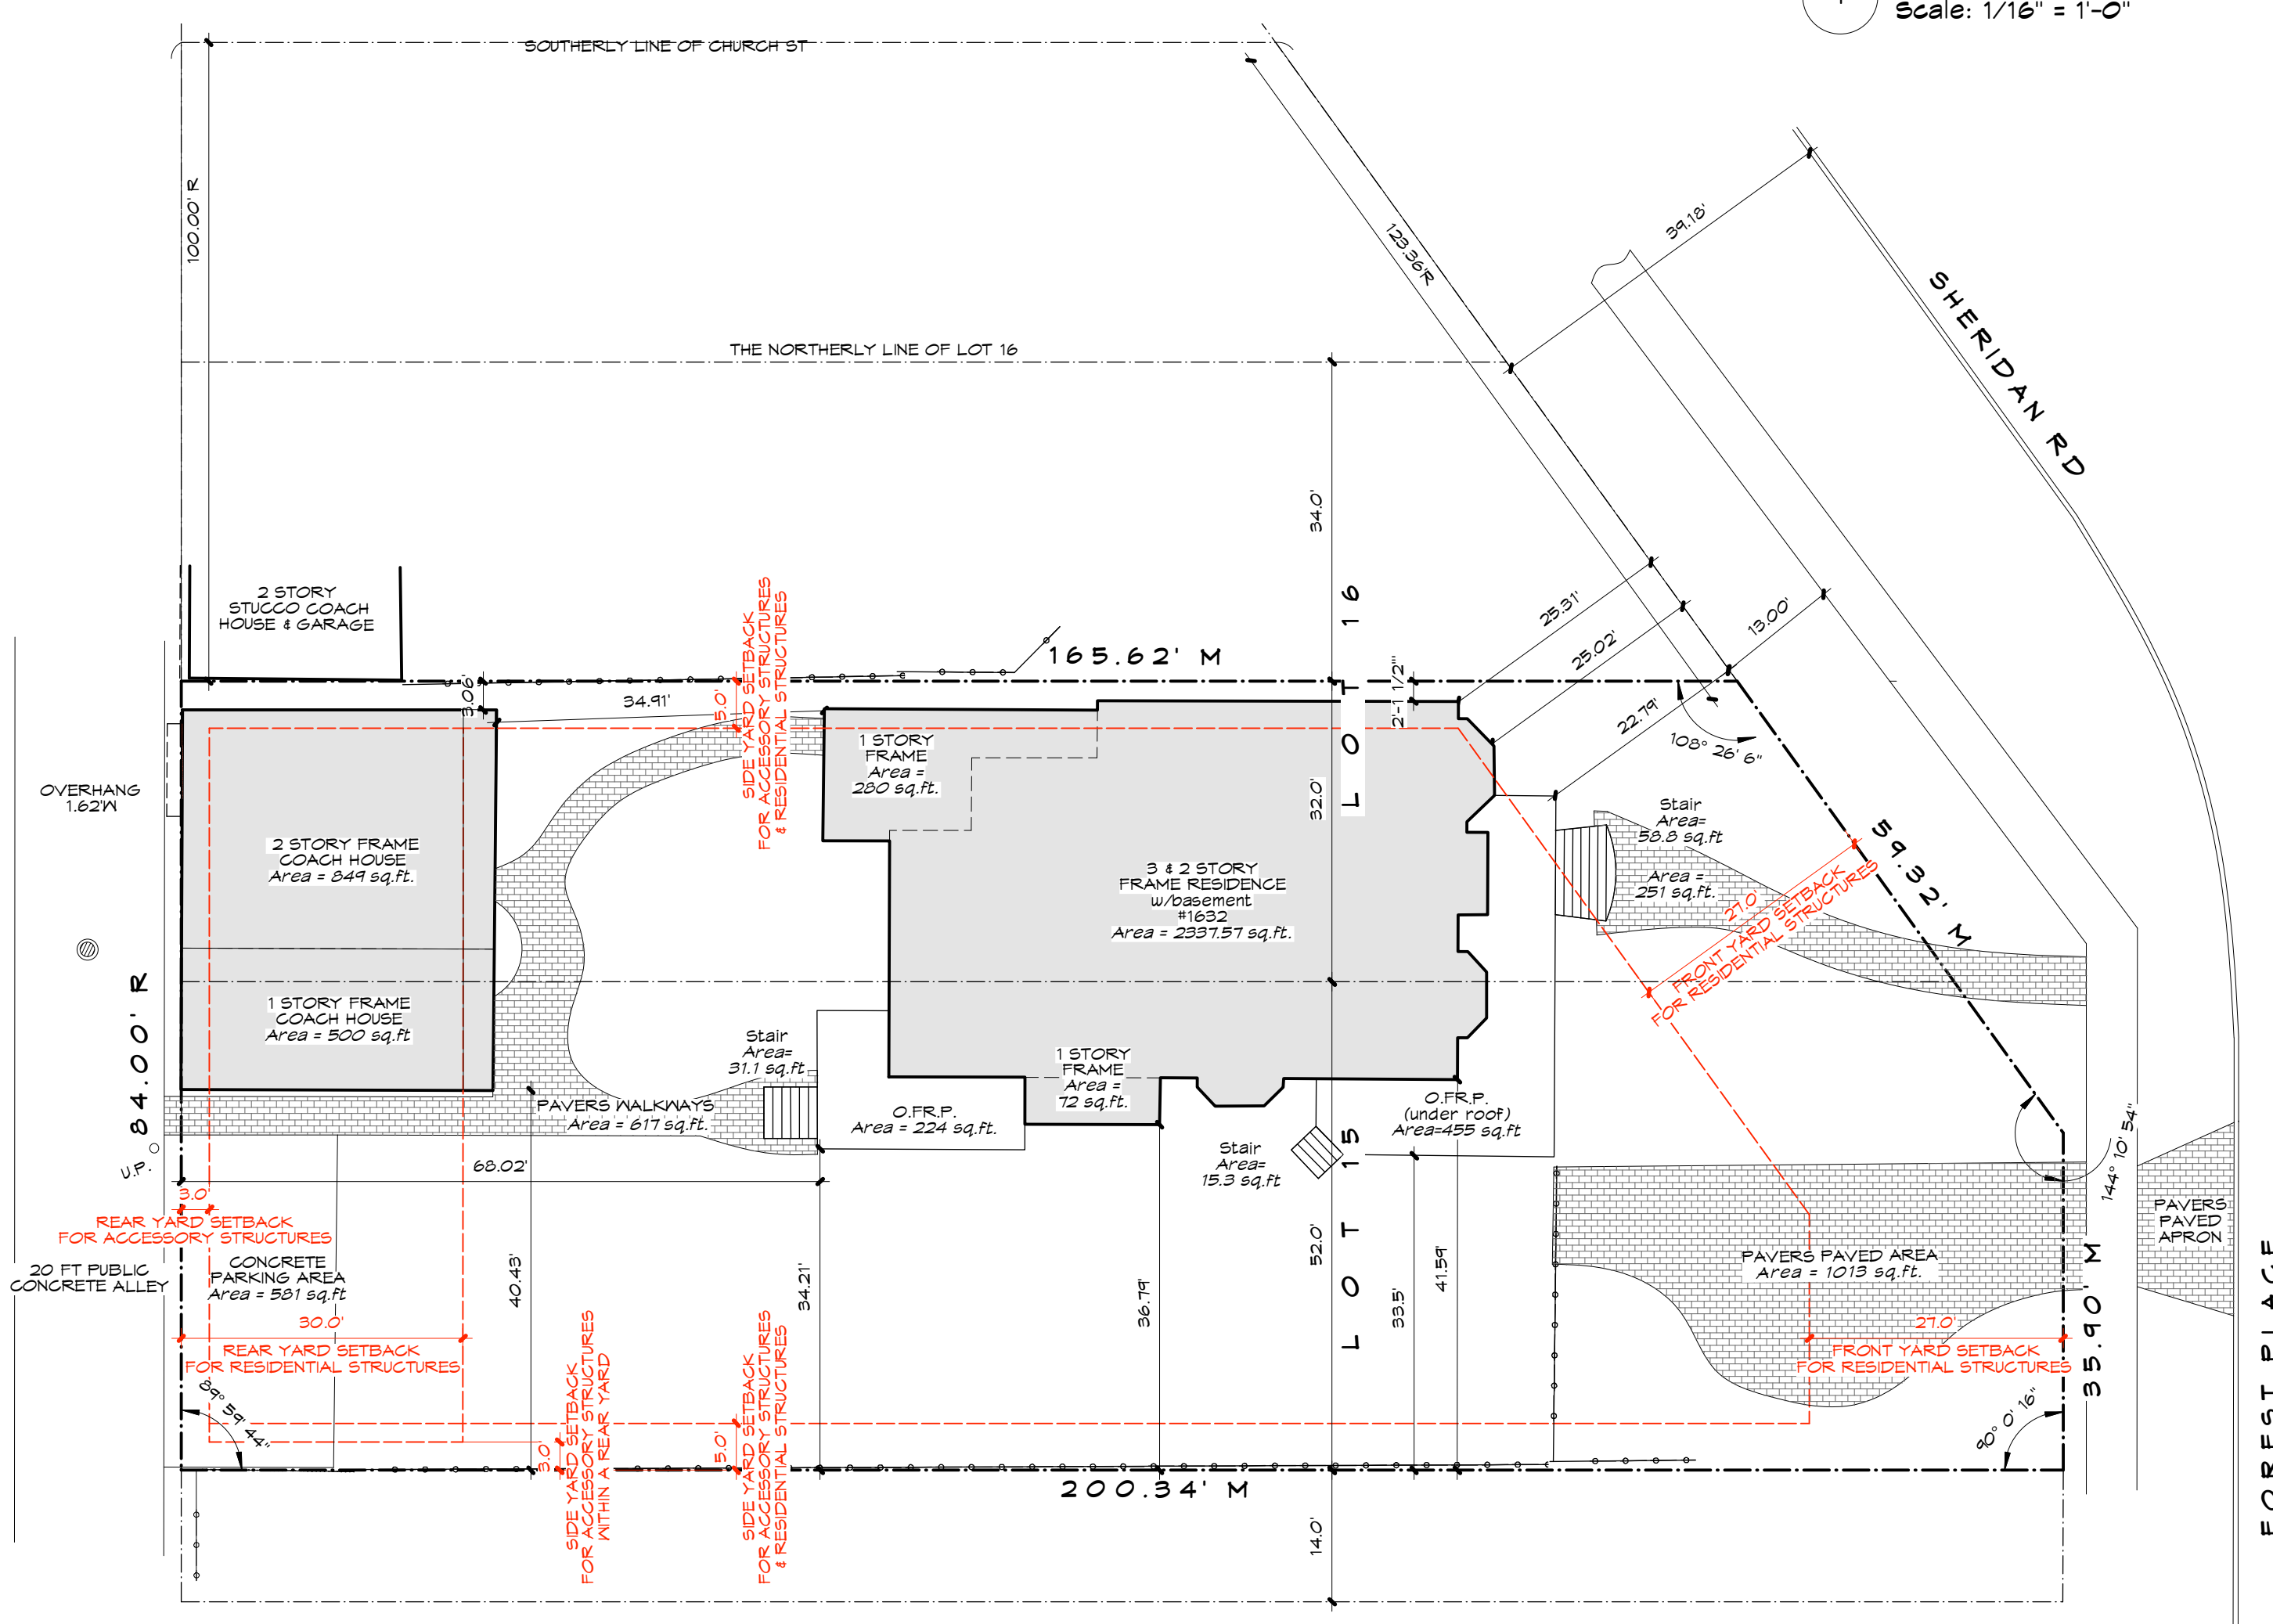 Scale: 1/16" = 1'-0"
SOUTHERLY LINE OF CHURCH ST
100.00' R
123.36'R
39.18'
SHERIDAN RD
THE NORTHERLY LINE OF LOT 16
34.0'
2 STORY
STUCCO COACH
HOUSE & GARAGE
SIDE YARD SETBACK
FOR ACCESSORY STRUCTURES
& RESIDENTIAL STRUCTURES
5.0'
165.62' M
LOT 16
25.31'
25.02'
13.00'
22.79'
3.06'
34.91'
2'-1 1/2"
108° 26' 6"
OVERHANG
1.62'W
1 STORY
FRAME
Area =
280 sq.ft.
32.0'
Stair
Area=
58.8 sq.ft
Area =
251 sq.ft.
59.32' M
27.0'
FRONT YARD SETBACK
FOR RESIDENTIAL STRUCTURES
2 STORY FRAME
COACH HOUSE
Area = 849 sq.ft.
3 & 2 STORY
FRAME RESIDENCE
w/basement
#1632
Area = 2337.57 sq.ft.
1 STORY FRAME
COACH HOUSE
Area = 500 sq.ft
84.00' R
Stair
Area=
31.1 sq.ft
1 STORY
FRAME
Area =
72 sq.ft.
PAVERS WALKWAYS
Area = 617 sq.ft.
O.FR.P.
Area = 224 sq.ft.
O.FR.P.
(under roof)
Area=455 sq.ft
Stair
Area=
15.3 sq.ft
U.P.
68.02'
144° 10' 54"
3.0'
REAR YARD SETBACK
FOR ACCESSORY STRUCTURES
PAVERS
PAVED
APRON
20 FT PUBLIC
CONCRETE ALLEY
CONCRETE
PARKING AREA
Area = 581 sq.ft
40.43'
34.21'
36.79'
52.0'
LOT 15
33.5'
41.59'
PAVERS PAVED AREA
Area = 1013 sq.ft.
30.0'
REAR YARD SETBACK
FOR RESIDENTIAL STRUCTURES
27.0'
FRONT YARD SETBACK
FOR RESIDENTIAL STRUCTURES
35.90' M
FOREST PLACE
89° 59' 44"
90° 0' 16"
3.0'
SIDE YARD SETBACK
FOR ACCESSORY STRUCTURES
WITHIN A REAR YARD
5.0'
SIDE YARD SETBACK
FOR ACCESSORY STRUCTURES
& RESIDENTIAL STRUCTURES
200.34' M
14.0'